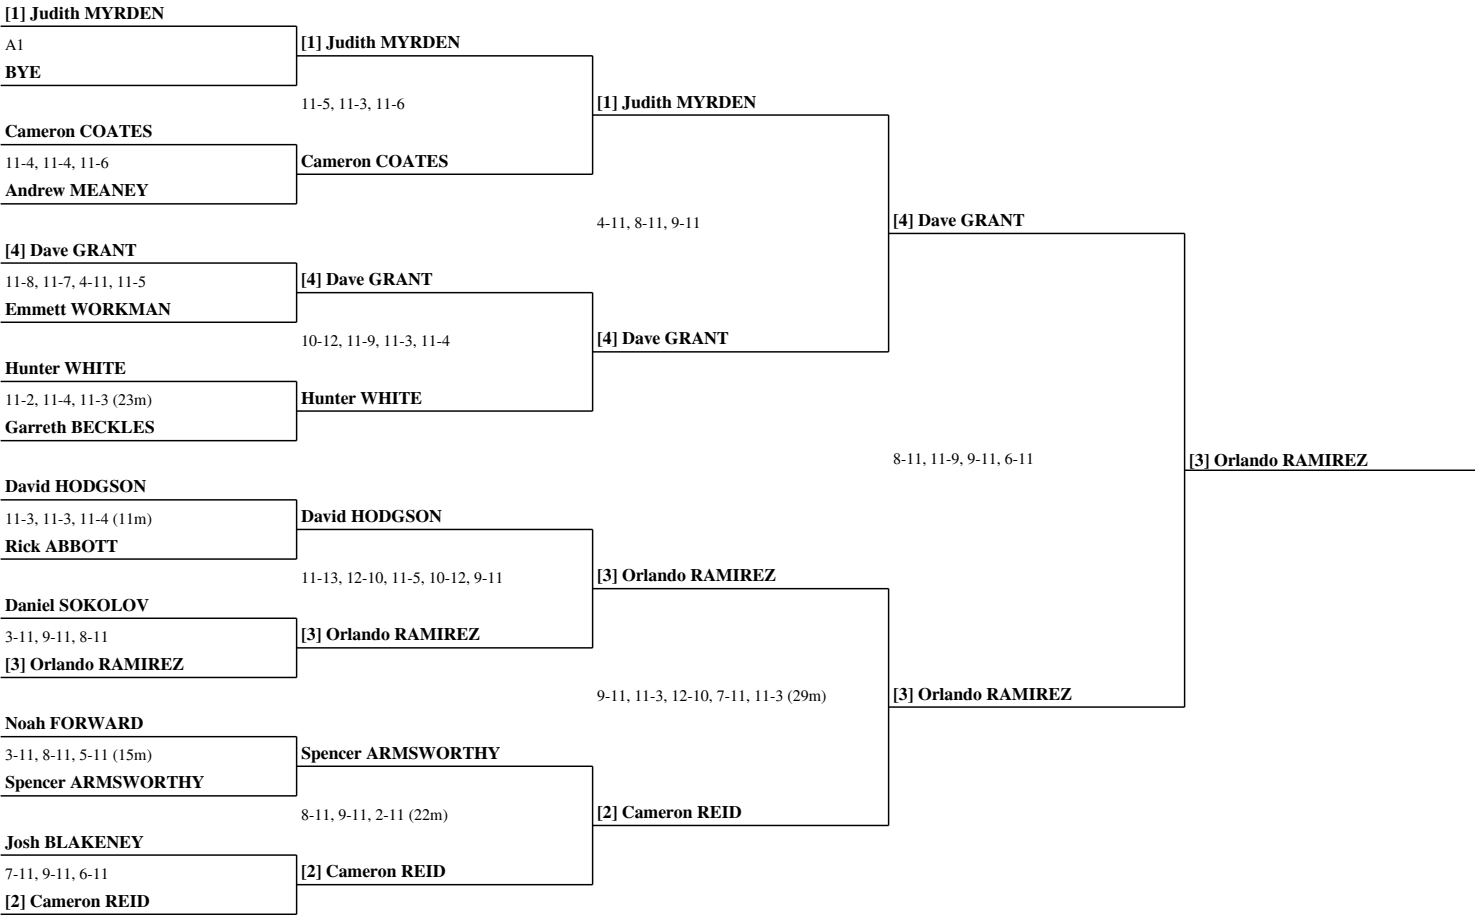 [1] Judith MYRDEN
A1
BYE
Cameron COATES
11-4, 11-4, 11-6
Andrew MEANEY
[4] Dave GRANT
11-8, 11-7, 4-11, 11-5
Emmett WORKMAN
Hunter WHITE
11-2, 11-4, 11-3 (23m)
Garreth BECKLES
David HODGSON
11-3, 11-3, 11-4 (11m)
Rick ABBOTT
Daniel SOKOLOV
3-11, 9-11, 8-11
[3] Orlando RAMIREZ
Noah FORWARD
3-11, 8-11, 5-11 (15m)
Spencer ARMSWORTHY
Josh BLAKENEY
7-11, 9-11, 6-11
[2] Cameron REID
[1] Judith MYRDEN
11-5, 11-3, 11-6
Cameron COATES
[4] Dave GRANT
10-12, 11-9, 11-3, 11-4
Hunter WHITE
David HODGSON
11-13, 12-10, 11-5, 10-12, 9-11
[3] Orlando RAMIREZ
Spencer ARMSWORTHY
8-11, 9-11, 2-11 (22m)
[2] Cameron REID
[1] Judith MYRDEN
4-11, 8-11, 9-11
[4] Dave GRANT
[3] Orlando RAMIREZ
9-11, 11-3, 12-10, 7-11, 11-3 (29m)
[2] Cameron REID
[4] Dave GRANT
8-11, 11-9, 9-11, 6-11
[3] Orlando RAMIREZ
[3] Orlando RAMIREZ